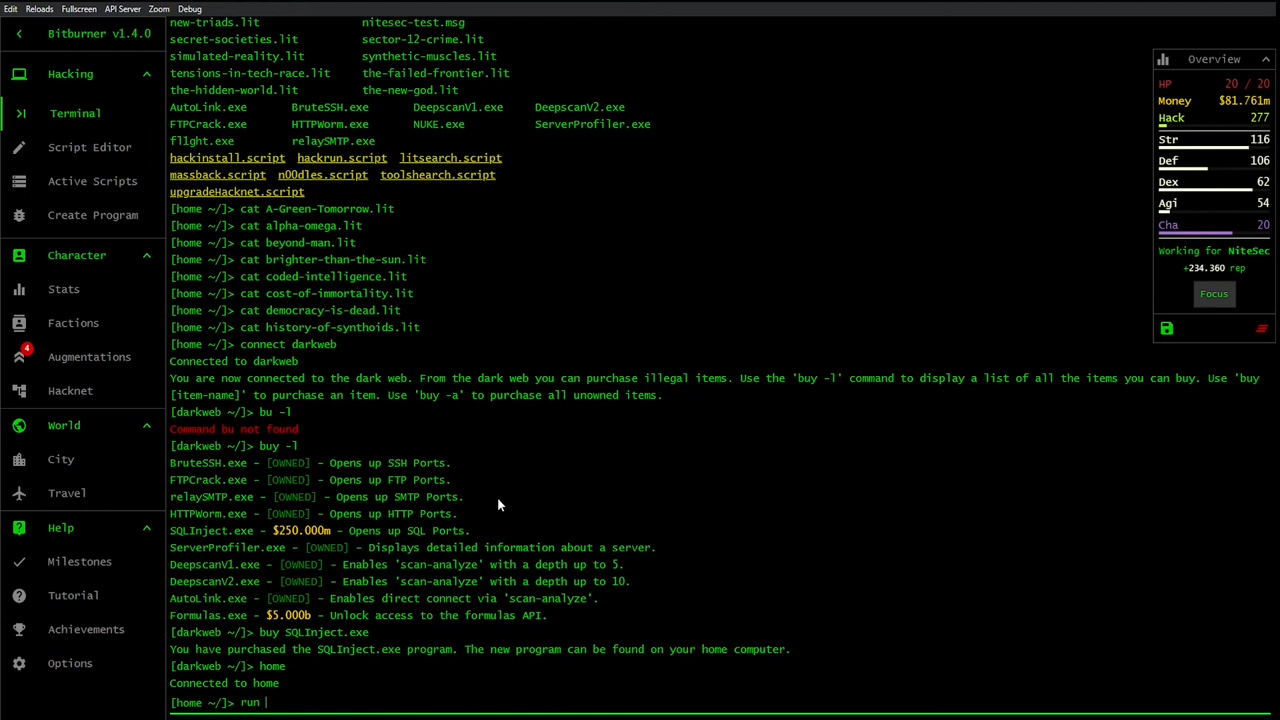 Edit Reloads Fullscreen API Server Zoom Debug
Bitburner v1.4.0
Hacking
Terminal
Script Editor
Active Scripts
Create Program
Character
Stats
Factions
4
Augmentations
Hacknet
World
City
Travel
Help
Milestones
Tutorial
Achievements
Options
new-triads.lit nitesec-test.msg
secret-societies.lit sector-12-crime.lit
simulated-reality.lit synthetic-muscles.lit
tensions-in-tech-race.lit the-failed-frontier.lit
the-hidden-world.lit the-new-god.lit
AutoLink.exe BruteSSH.exe DeepscanV1.exe DeepscanV2.exe
FTPCrack.exe HTTPWorm.exe NUKE.exe ServerProfiler.exe
fl1ght.exe relaySMTP.exe
hackinstall.script hackrun.script litsearch.script
massback.script n00dles.script toolshearch.script
upgradeHacknet.script
[home ~/]> cat A-Green-Tomorrow.lit
[home ~/]> cat alpha-omega.lit
[home ~/]> cat beyond-man.lit
[home ~/]> cat brighter-than-the-sun.lit
[home ~/]> cat coded-intelligence.lit
[home ~/]> cat cost-of-immortality.lit
[home ~/]> cat democracy-is-dead.lit
[home ~/]> cat history-of-synthoids.lit
[home ~/]> connect darkweb
Connected to darkweb
You are now connected to the dark web. From the dark web you can purchase illegal items. Use the 'buy -l' command to display a list of all the items you can buy. Use 'buy
[item-name]' to purchase an item. Use 'buy -a' to purchase all unowned items.
[darkweb ~/]> bu -l
Command bu not found
[darkweb ~/]> buy -l
BruteSSH.exe - [OWNED] - Opens up SSH Ports.
FTPCrack.exe - [OWNED] - Opens up FTP Ports.
relaySMTP.exe - [OWNED] - Opens up SMTP Ports.
HTTPWorm.exe - [OWNED] - Opens up HTTP Ports.
SQLInject.exe - $250.000m - Opens up SQL Ports.
ServerProfiler.exe - [OWNED] - Displays detailed information about a server.
DeepscanV1.exe - [OWNED] - Enables 'scan-analyze' with a depth up to 5.
DeepscanV2.exe - [OWNED] - Enables 'scan-analyze' with a depth up to 10.
AutoLink.exe - [OWNED] - Enables direct connect via 'scan-analyze'.
Formulas.exe - $5.000b - Unlock access to the formulas API.
[darkweb ~/]> buy SQLInject.exe
You have purchased the SQLInject.exe program. The new program can be found on your home computer.
[darkweb ~/]> home
Connected to home
[home ~/]> run
Overview
HP 20 / 20
Money $81.761m
Hack 277
Str 116
Def 106
Dex 62
Agi 54
Cha 20
Working for NiteSec
+234.360 rep
Focus